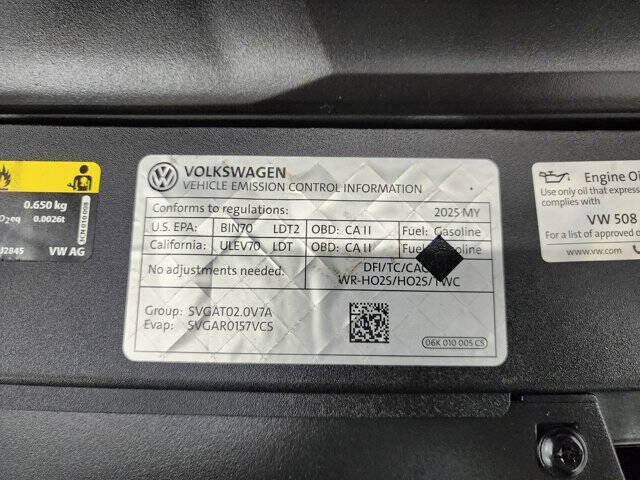 0.650 kg
0.0026t
VW AG
VOLKSWAGEN
VEHICLE EMISSION CONTROL INFORMATION
Conforms to regulations: 2025 MY
U.S. EPA: BIN70 LDT2 OBD: CA II Fuel: Gasoline
California: ULEV70 LDT OBD: CA II Fuel: Gasoline
No adjustments needed: DFI/TC/CAC
WR-HO2S/HO2S/TWC
Group: SVGAT02.0V7A
Evap: SVGAR0157VCS
06K 010 005 CS
Engine Oil
Use only oil that
complies with
VW 508
For a list of approved
www.vw.com